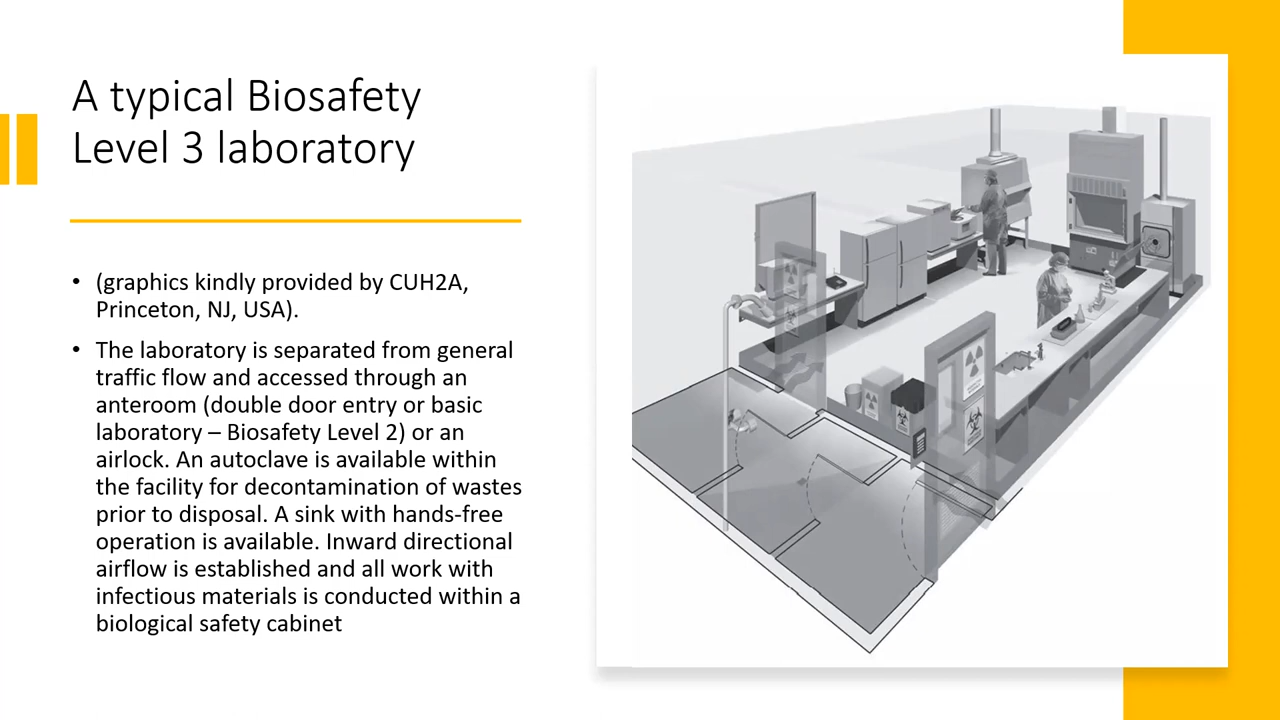 A typical Biosafety
Level 3 laboratory
• (graphics kindly provided by CUH2A,
Princeton, NJ, USA).
• The laboratory is separated from general
traffic flow and accessed through an
anteroom (double door entry or basic
laboratory – Biosafety Level 2) or an
airlock. An autoclave is available within
the facility for decontamination of wastes
prior to disposal. A sink with hands-free
operation is available. Inward directional
airflow is established and all work with
infectious materials is conducted within a
biological safety cabinet